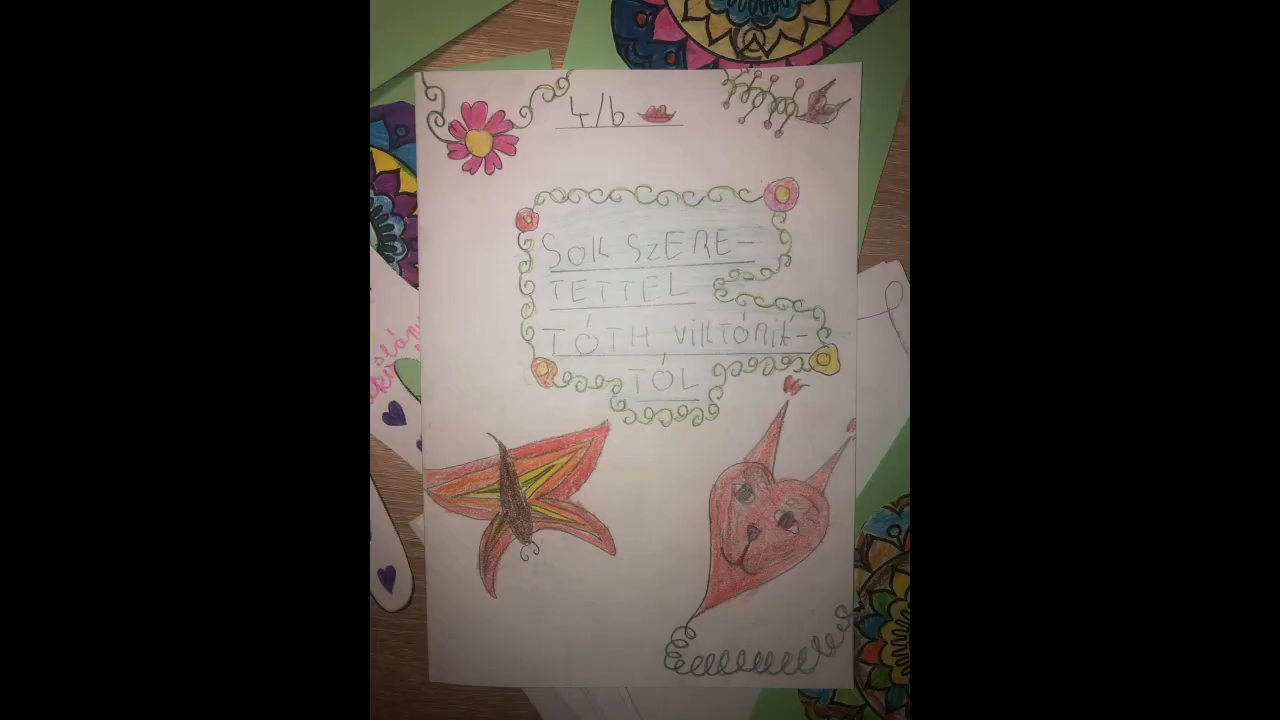 4/b
SOK SZERE-
TETTEL
TÓTH VIKTÓRIÁ-
TÓL